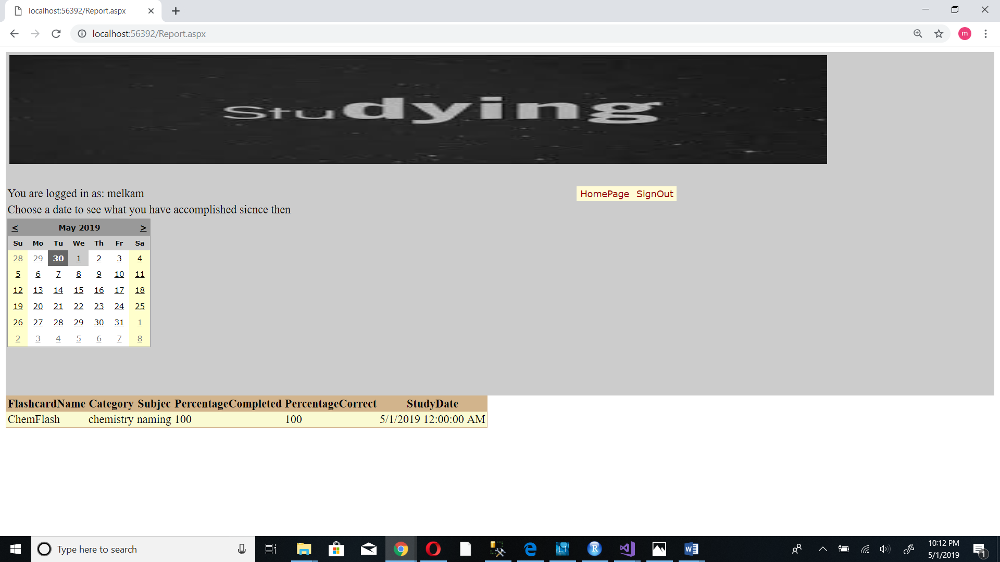 localhost:56392/Report.aspx
localhost:56392/Report.aspx
m
Studying
You are logged in as: melkam
HomePage SignOut
Choose a date to see what you have accomplished sicnce then
< May 2019 >
Su Mo Tu We Th Fr Sa
28 29 30 1 2 3 4
5 6 7 8 9 10 11
12 13 14 15 16 17 18
19 20 21 22 23 24 25
26 27 28 29 30 31 1
2 3 4 5 6 7 8
FlashcardName Category Subjec PercentageCompleted PercentageCorrect StudyDate
ChemFlash chemistry naming 100 100 5/1/2019 12:00:00 AM
Type here to search
R
W
10:12 PM
5/1/2019
1